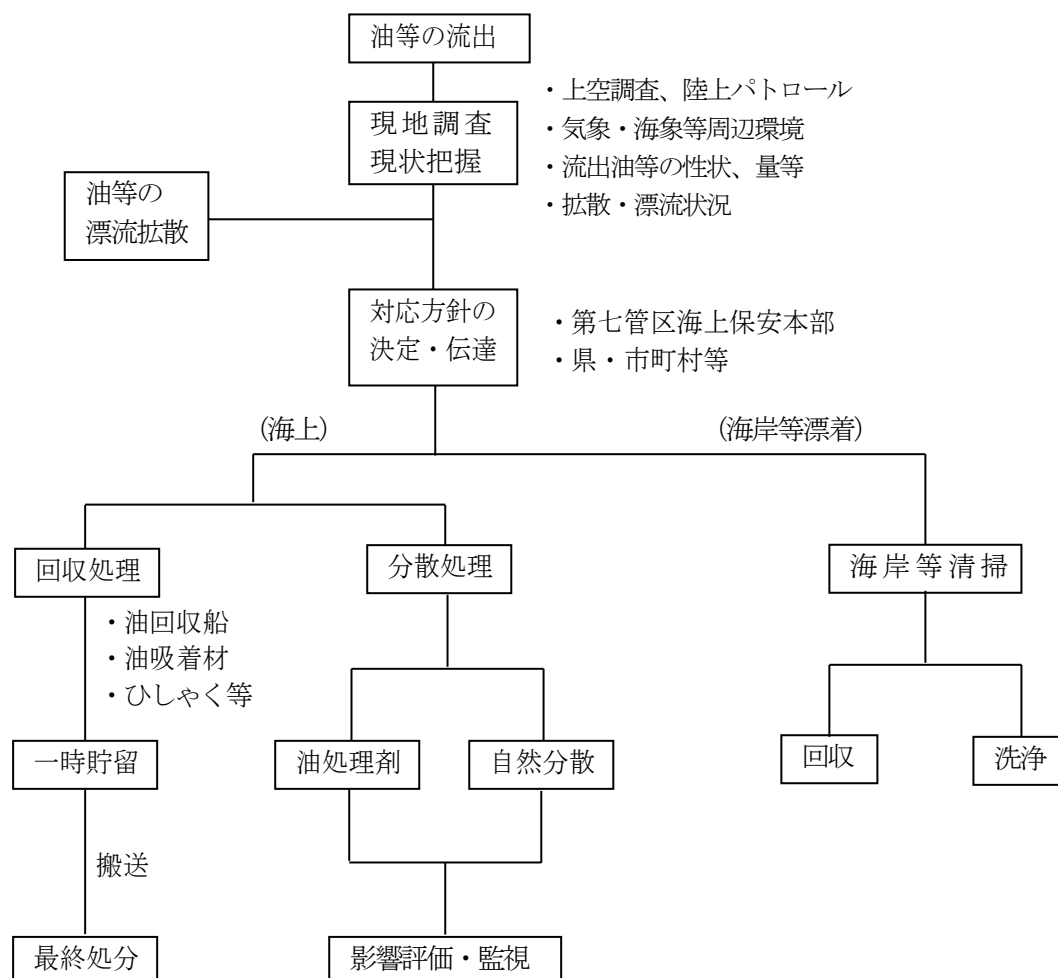 油等の流出
・上空調査、陸上パトロール
現地調査
・気象・海象等周辺環境
現状把握
・流出油等の性状、量等
・拡散・漂流状況
油等の
漂流拡散
対応方針の
決定・伝達
・第七管区海上保安本部
・県・市町村等
(海上)
(海岸等漂着)
回収処理
分散処理
海岸等清掃
・油回収船
・油吸着材
・ひしゃく等
一時貯留
油処理剤
自然分散
回収
洗浄
搬送
最終処分
影響評価・監視